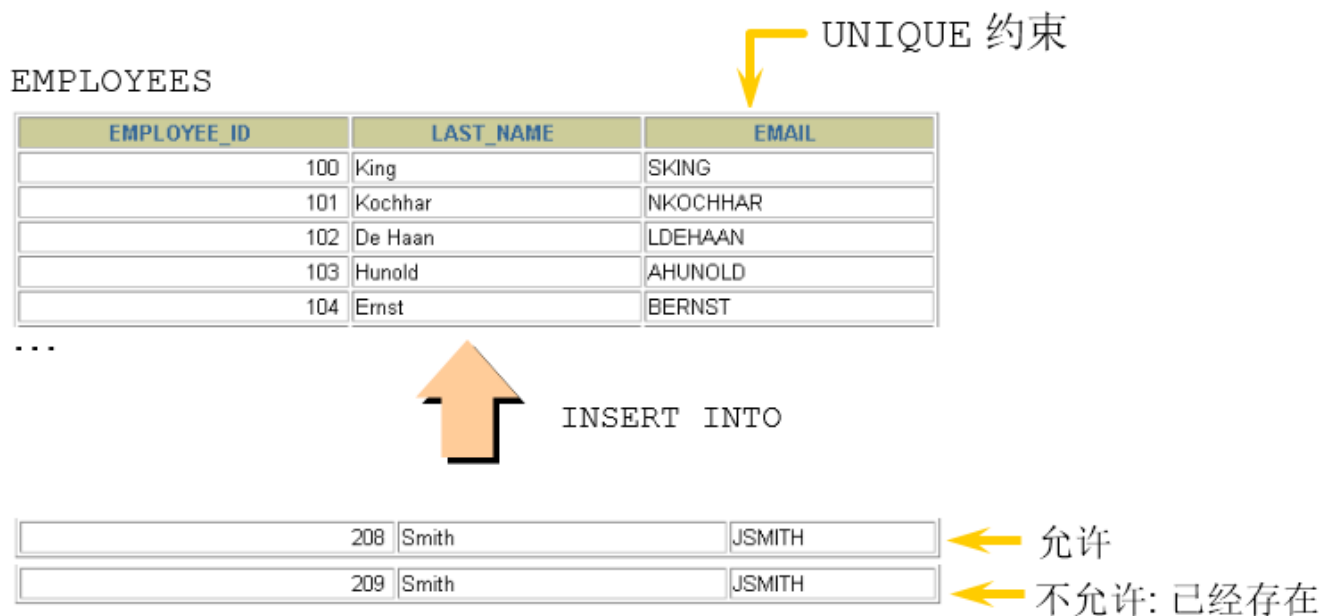 UNIQUE 约束
EMPLOYEES
EMPLOYEE_ID LAST_NAME EMAIL
100 King SKING
101 Kochhar NKOCHHAR
102 De Haan LDEHAAN
103 Hunold AHUNOLD
104 Ernst BERNST
...
INSERT INTO
208 Smith JSMITH 允许
209 Smith JSMITH 不允许: 已经存在